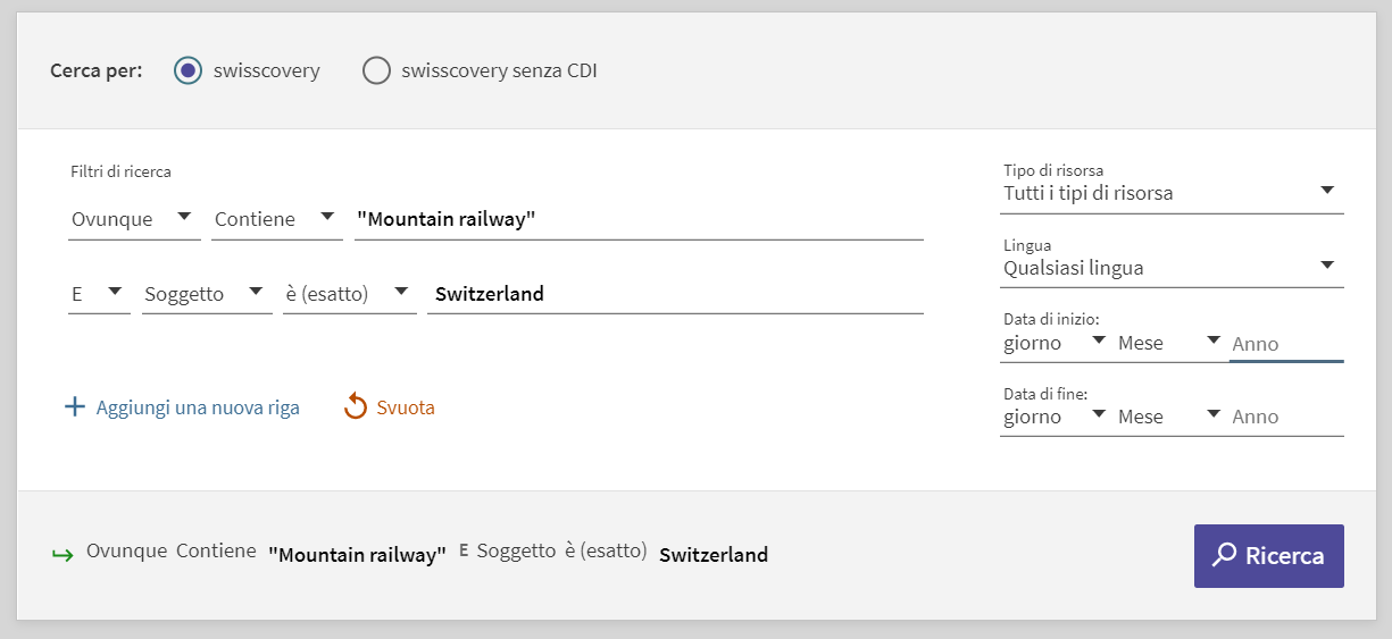 Cerca per: swisscovery swisscovery senza CDI
Filtri di ricerca
Ovunque Contiene "Mountain railway"
E Soggetto è (esatto) Switzerland
Aggiungi una nuova riga Svuota
Tipo di risorsa
Tutti i tipi di risorsa
Lingua
Qualsiasi lingua
Data di inizio:
giorno Mese Anno
Data di fine:
giorno Mese Anno
Ovunque Contiene "Mountain railway" E Soggetto è (esatto) Switzerland
Ricerca